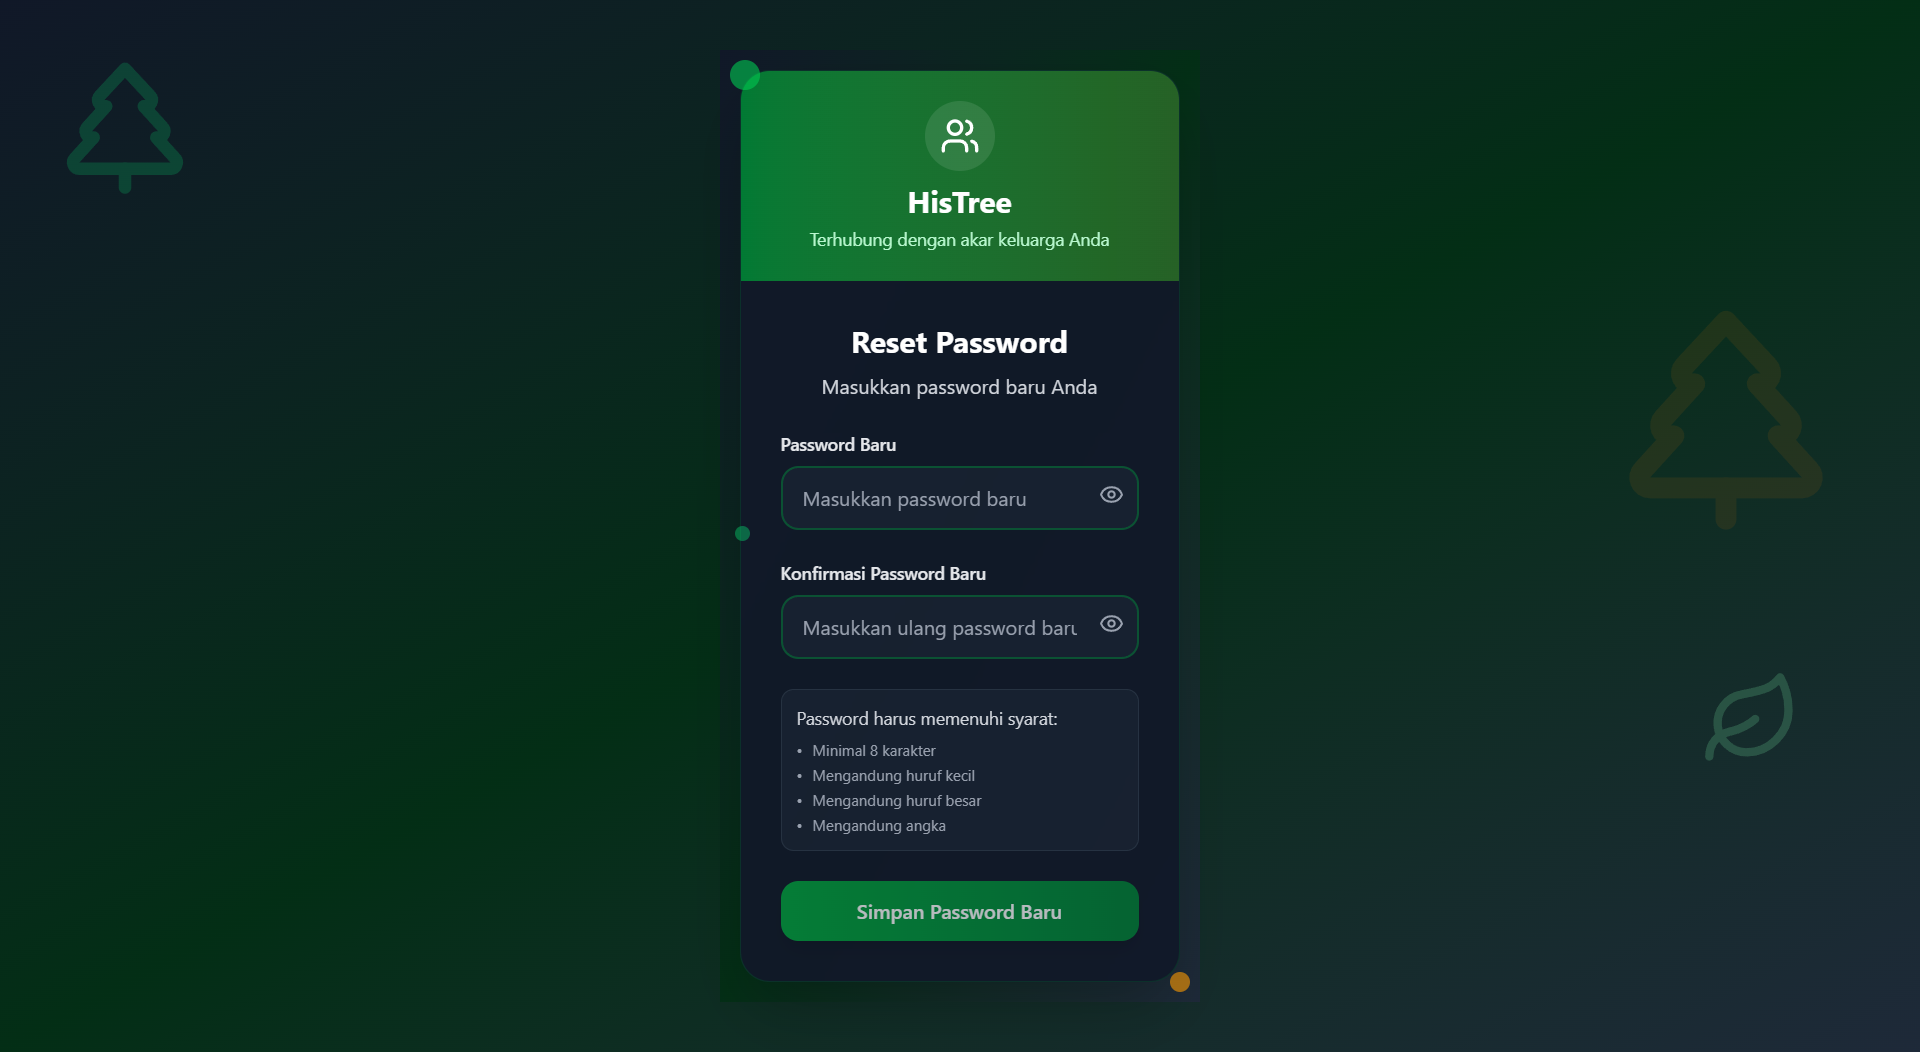 HisTree
Terhubung dengan akar keluarga Anda
Reset Password
Masukkan password baru Anda
Password Baru
Masukkan password baru
Konfirmasi Password Baru
Masukkan ulang password baru
Password harus memenuhi syarat:
• Minimal 8 karakter
• Mengandung huruf kecil
• Mengandung huruf besar
• Mengandung angka
Simpan Password Baru